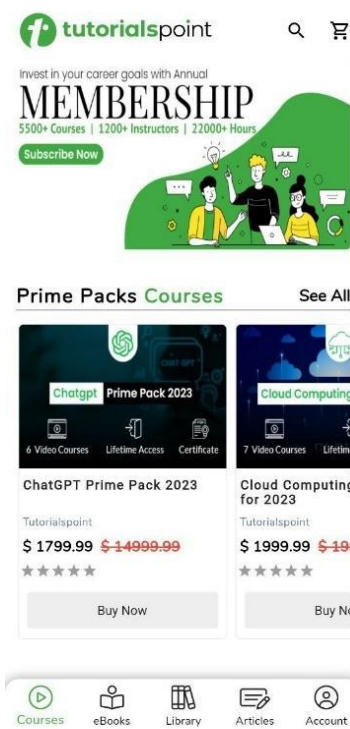 tutorialspoint
Invest in your career goals with Annual
MEMBERSHIP
5500+ Courses | 1200+ Instructors | 22000+ Hours
Subscribe Now
Prime Packs Courses See All
CHAT GPT
Chatgpt Prime Pack 2023
6 Video Courses Lifetime Access Certificate
ChatGPT Prime Pack 2023
Tutorialspoint
$ 1799.99 $ 14999.99
Buy Now
Cloud Computing
7 Video Courses
Cloud Computing
for 2023
Tutorialspoint
$ 1999.99
Buy
Courses eBooks Library Articles Account